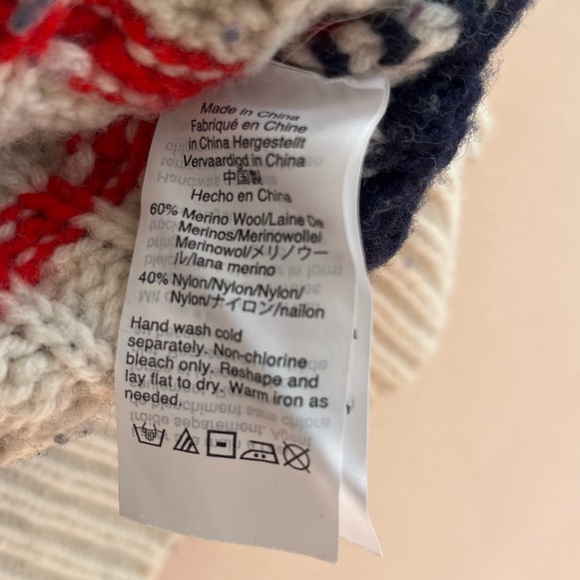 Made in China
Fabriqué en Chine
in China Hergestellt
Vervaardigd in China
中国製
Hecho en China
60% Merino Wool/Laine De
Merinos/Merinowolle/
Merinowol/メリノウー
ル/lana merino
40% Nylon/Nylon/Nylon/
Nylon/ナイロン/nailon
Hand wash cold
separately. Non-chlorine
bleach only. Reshape and
lay flat to dry. Warm iron as
needed.